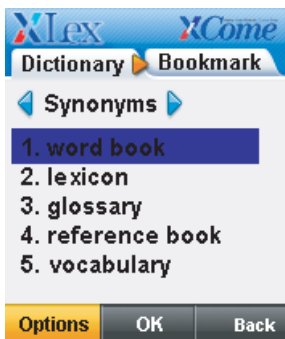 XLex XCome
Dictionary Bookmark
Synonyms
1. word book
2. lexicon
3. glossary
4. reference book
5. vocabulary
Options OK Back